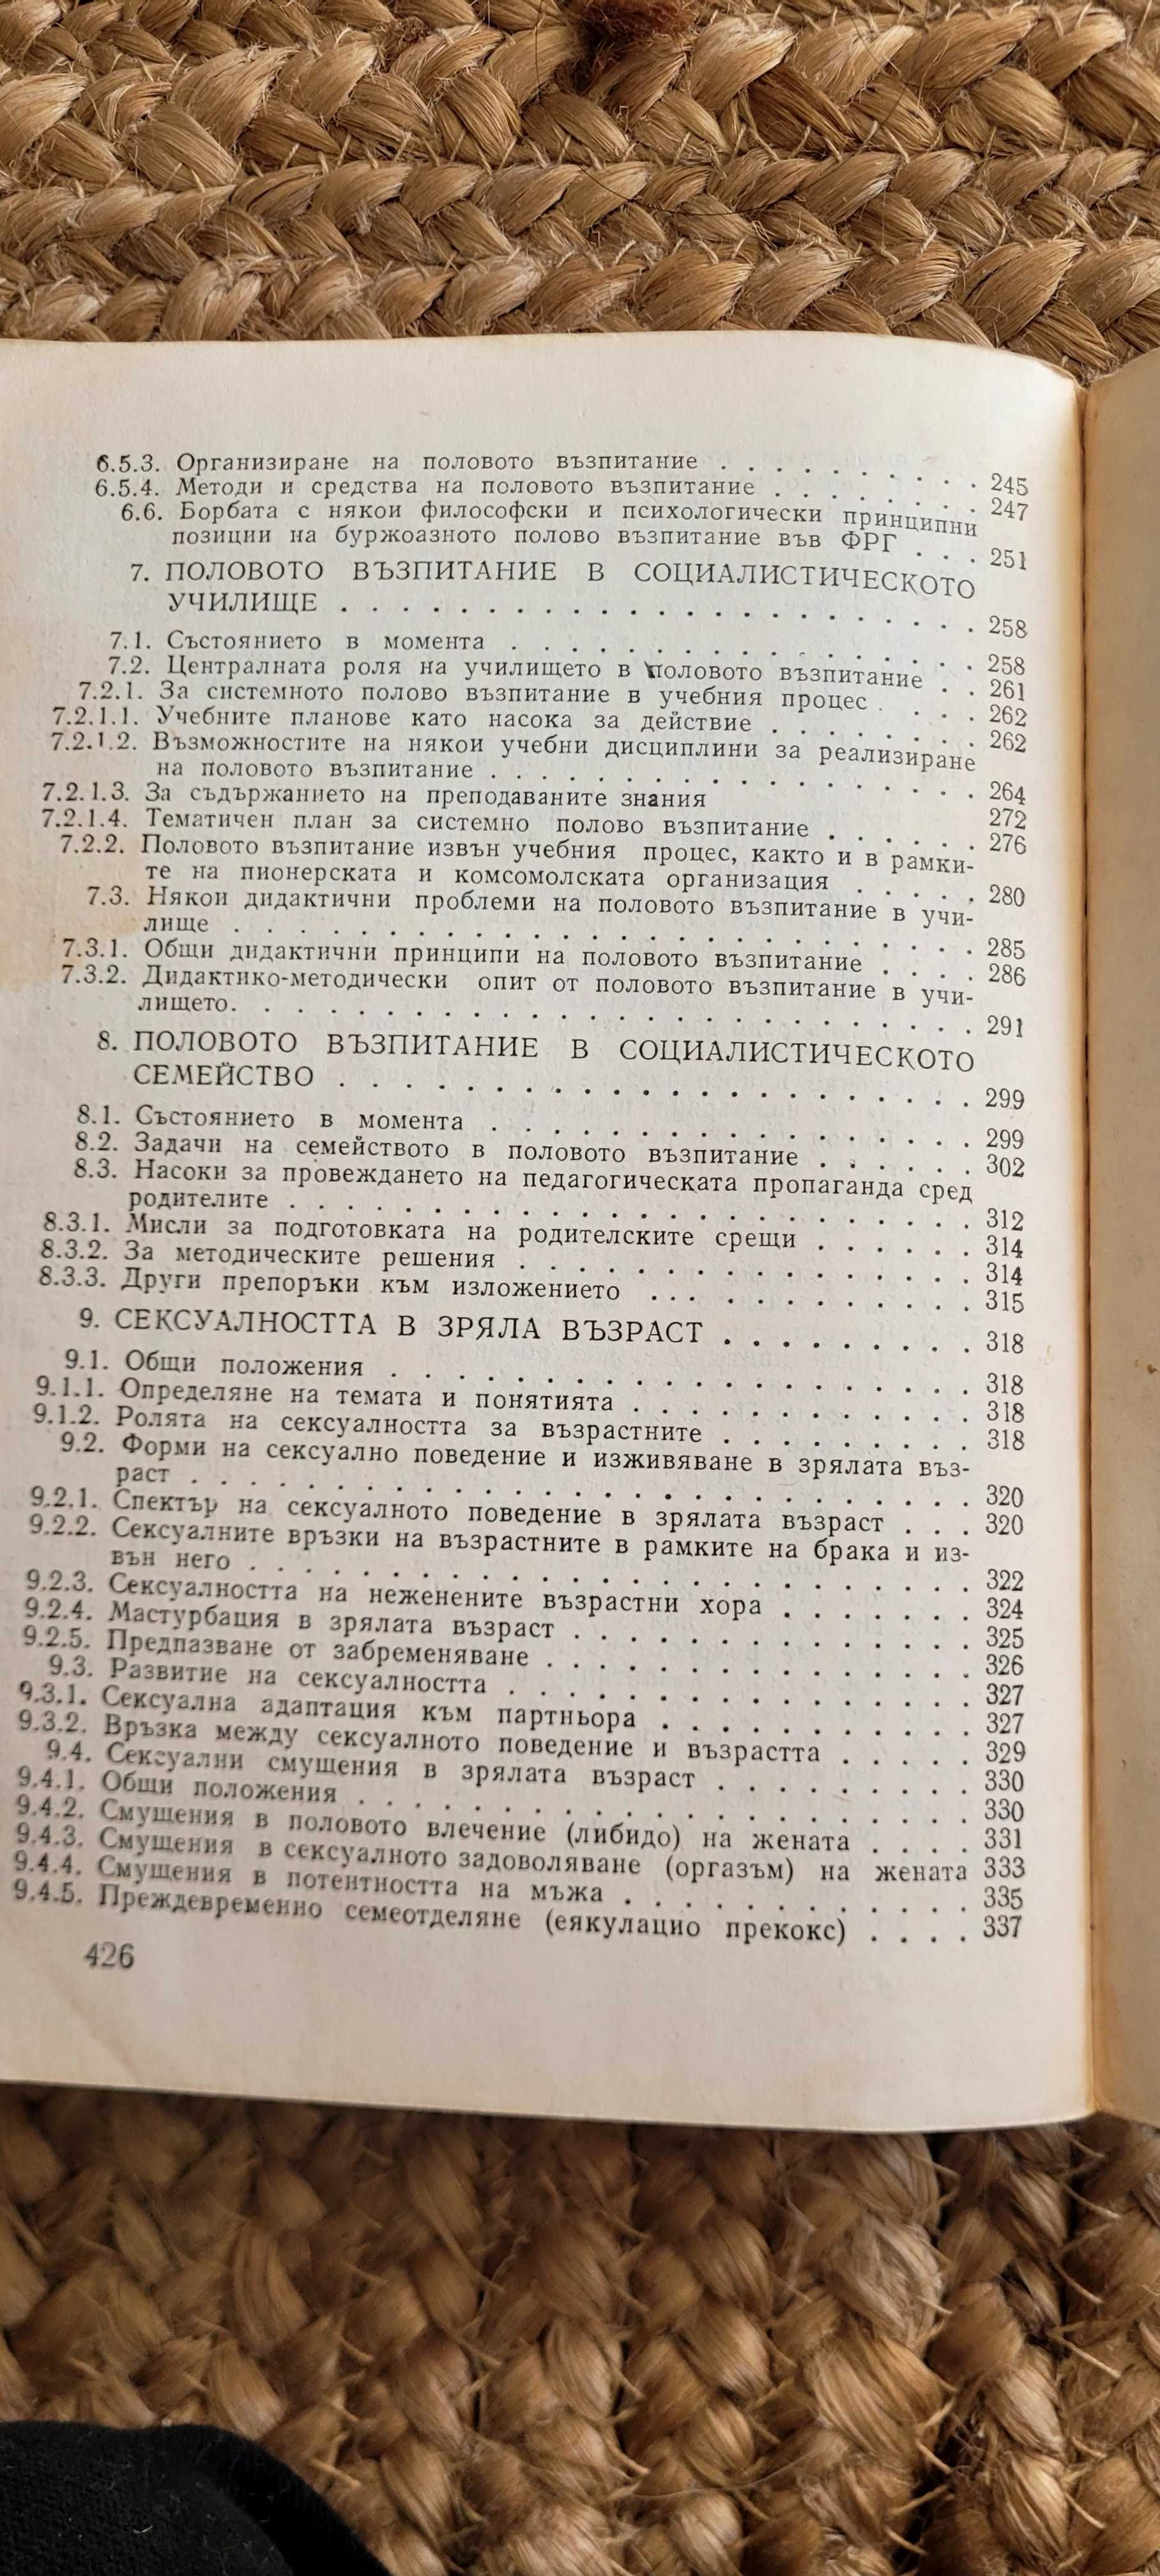 6.5.3. Организиране на половото възпитание . . . . . . . . . 245
6.5.4. Методи и средства на половото възпитание . . . . . . . 247
6.6. Борбата с някои философски и психологически принципни
позиции на буржоазното полово възпитание във ФРГ . . . 251
7. ПОЛОВОТО ВЪЗПИТАНИЕ В СОЦИАЛИСТИЧЕСКОТО
УЧИЛИЩЕ . . . . . . . . . . . . . . . . . . . . . 258
7.1. Състоянието в момента . . . . . . . . . . . . . . . . 258
7.2. Централната роля на училището в половото възпитание . . 261
7.2.1. За системното полово възпитание в учебния процес . . . . 262
7.2.1.1. Учебните планове като насока за действие . . . . . . . 262
7.2.1.2. Възможностите на някои учебни дисциплини за реализиране
на половото възпитание . . . . . . . . . . . . . . . . 264
7.2.1.3. За съдържанието на преподаваните знания 272
7.2.1.4. Тематичен план за системно полово възпитание . . . . . . 276
7.2.2. Половото възпитание извън учебния процес, както и в рамки-
те на пионерската и комсомолската организация . . . . . 280
7.3. Някои дидактични проблеми на половото възпитание в учи-
лище . . . . . . . . . . . . . . . . . . . . . . . . 285
7.3.1. Общи дидактични принципи на половото възпитание . . . . 286
7.3.2. Дидактико-методически опит от половото възпитание в учи-
лището. . . . . . . . . . . . . . . . . . . . . . . . 291
8. ПОЛОВОТО ВЪЗПИТАНИЕ В СОЦИАЛИСТИЧЕСКОТО
СЕМЕЙСТВО . . . . . . . . . . . . . . . . . . . . . 299
8.1. Състоянието в момента . . . . . . . . . . . . . . . . 299
8.2. Задачи на семейството в половото възпитание . . . . . . 302
8.3. Насоки за провеждането на педагогическата пропаганда сред
родителите . . . . . . . . . . . . . . . . . . . . . . 312
8.3.1. Мисли за подготовката на родителските срещи . . . . . . 314
8.3.2. За методическите решения . . . . . . . . . . . . . . . 314
8.3.3. Други препоръки към изложението . . . . . . . . . . . 315
9. СЕКСУАЛНОСТТА В ЗРЯЛА ВЪЗРАСТ . . . . . . . . . 318
9.1. Общи положения . . . . . . . . . . . . . . . . . . . 318
9.1.1. Определяне на темата и понятията . . . . . . . . . . . 318
9.1.2. Ролята на сексуалността за възрастните . . . . . . . . . 318
9.2. Форми на сексуално поведение и изживяване в зрялата въз-
раст . . . . . . . . . . . . . . . . . . . . . . . . . 320
9.2.1. Спектър на сексуалното поведение в зрялата възраст . . . 320
9.2.2. Сексуалните връзки на възрастните в рамките на брака и из-
вън него . . . . . . . . . . . . . . . . . . . . . . . 322
9.2.3. Сексуалността на неженените възрастни хора . . . . . . . 324
9.2.4. Мастурбация в зрялата възраст . . . . . . . . . . . . . 325
9.2.5. Предпазване от забременяване . . . . . . . . . . . . . . 326
9.3. Развитие на сексуалността . . . . . . . . . . . . . . . 327
9.3.1. Сексуална адаптация към партньора . . . . . . . . . . . 327
9.3.2. Връзка между сексуалното поведение и възрастта . . . . . 329
9.4. Сексуални смущения в зрялата възраст . . . . . . . . . 330
9.4.1. Общи положения . . . . . . . . . . . . . . . . . . . . 330
9.4.2. Смущения в половото влечение (либидо) на жената . . . . 331
9.4.3. Смущения в сексуалното задоволяване (оргазъм) на жената 333
9.4.4. Смущения в потентността на мъжа . . . . . . . . . . . . 335
9.4.5. Преждевременно семеотделяне (еякулацио прекокс) . . . . 337
426